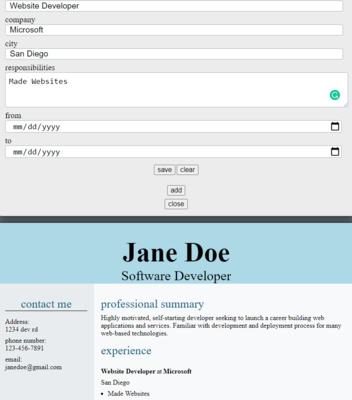 Website Developer
company
Microsoft
city
San Diego
responsibilities
Made Websites
from
mm/dd/yyyy
to
mm/dd/yyyy
save clear
add
close
Jane Doe
Software Developer
contact me
Address:
1234 dev rd
phone number:
123-456-7891
email:
janedoe@gmail.com
professional summary
Highly motivated, self-starting developer seeking to launch a career building web
applications and services. Familiar with development and deployment process for many
web-based technologies.
experience
Website Developer at Microsoft
San Diego
• Made Websites